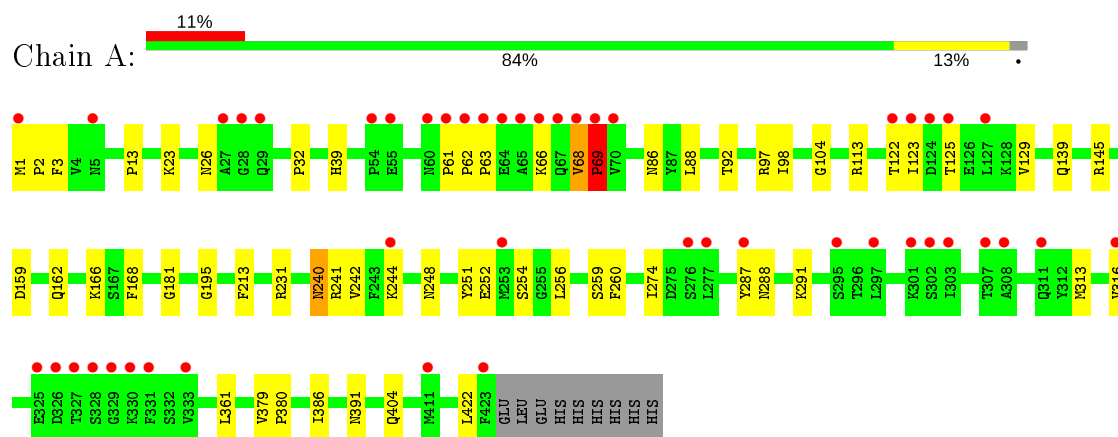 11%
Chain A:
84% 13% •
M1 P2 F3 V4 N5 P13 K23 N26 A27 G28 Q29 P32 H39 P54 E55 N60 P61 P62 P63 E64 A65 K66 Q67 V68 P69 V70 N86 Y87 L88 T92 R97 I98 G104 R113 T122 I123 D124 T125 E126 L127 K128 V129 Q139 R145
D159 Q162 K166 S167 F168 G181 G195 F213 R231 N240 R241 V242 F243 K244 N248 Y251 E252 M253 S254 G255 L256 S259 F260 I274 D275 S276 L277 Y287 N288 K291 S295 T296 L297 K301 S302 I303 T307 A308 Q311 Y312 M313
E325 D326 T327 S328 G329 K330 F331 S332 V333 L361 V379 P380 I386 N391 Q404 M411 L422 F423 GLU LEU GLU HIS HIS HIS HIS HIS HIS